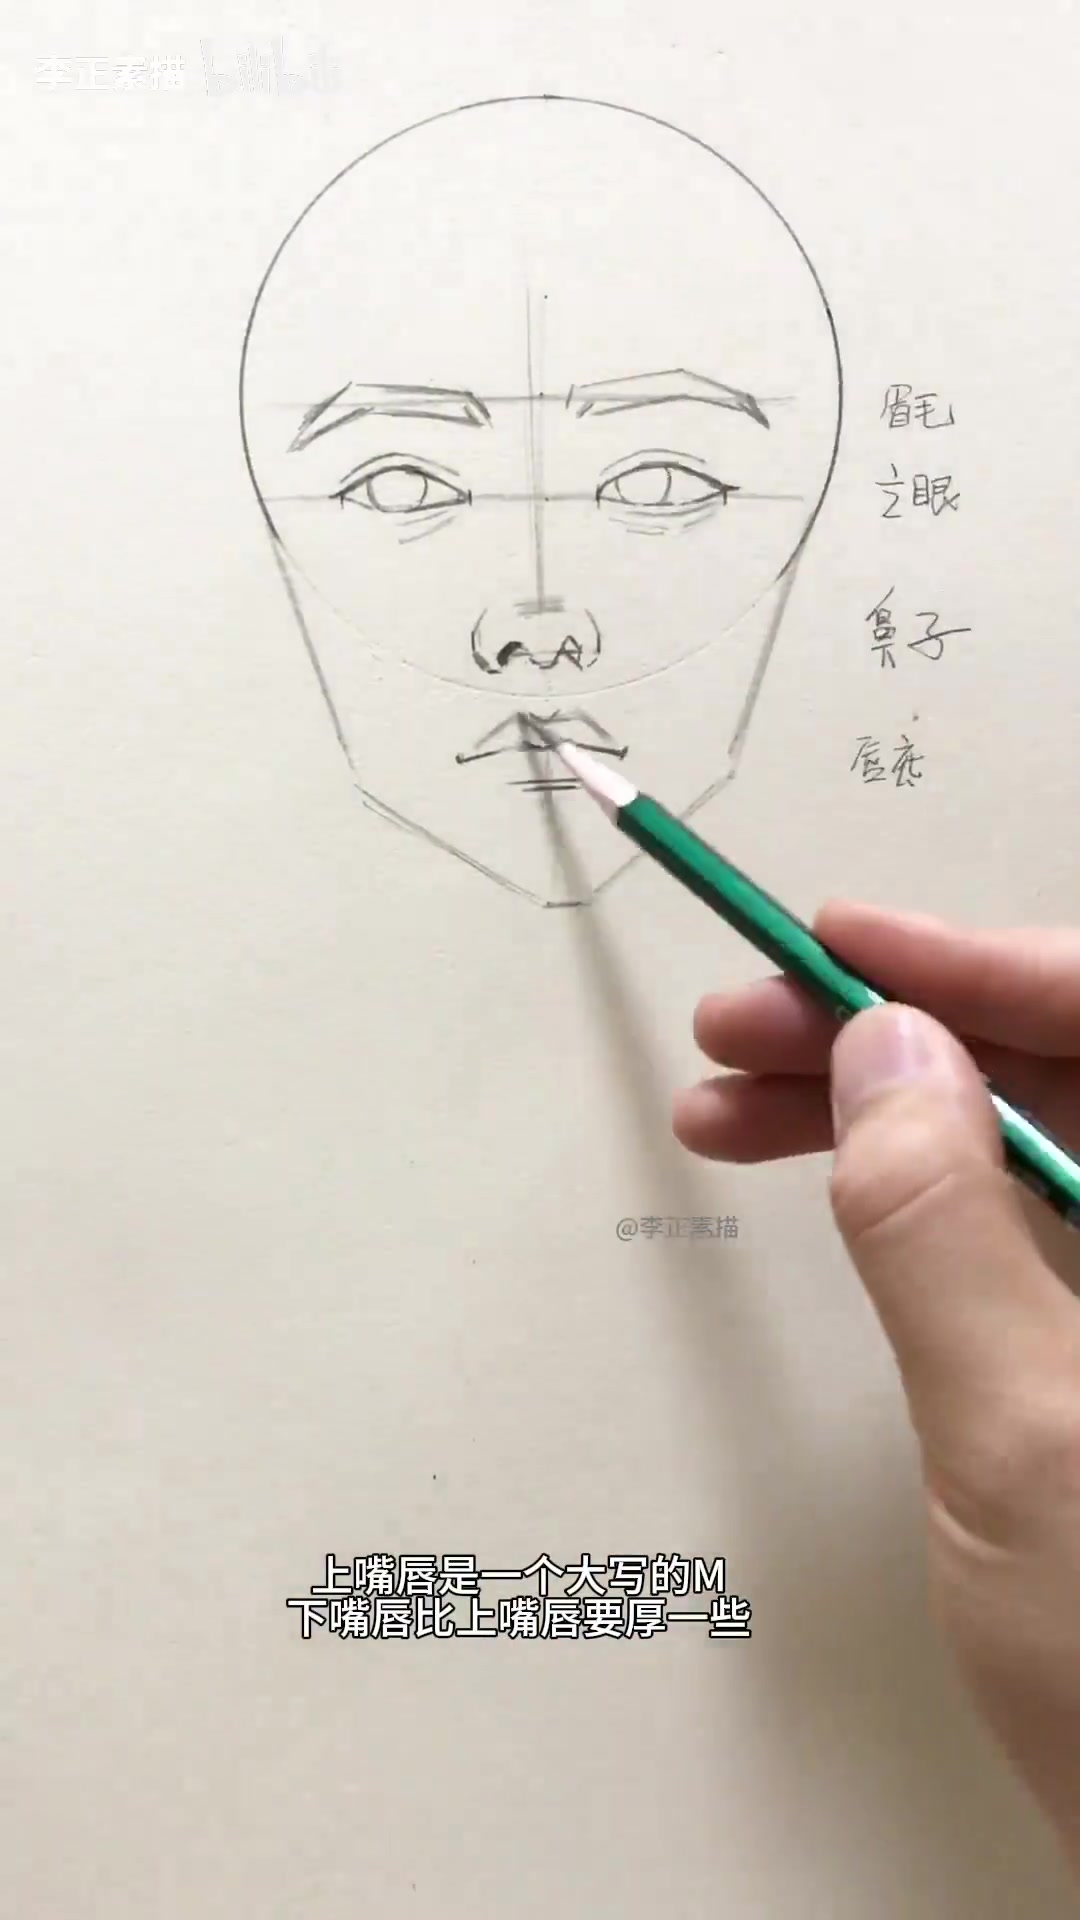 李正素描 bilibili
眉毛
立眼
鼻子
唇底
@李正素描
上嘴唇是一个大写的M
下嘴唇比上嘴唇要厚一些